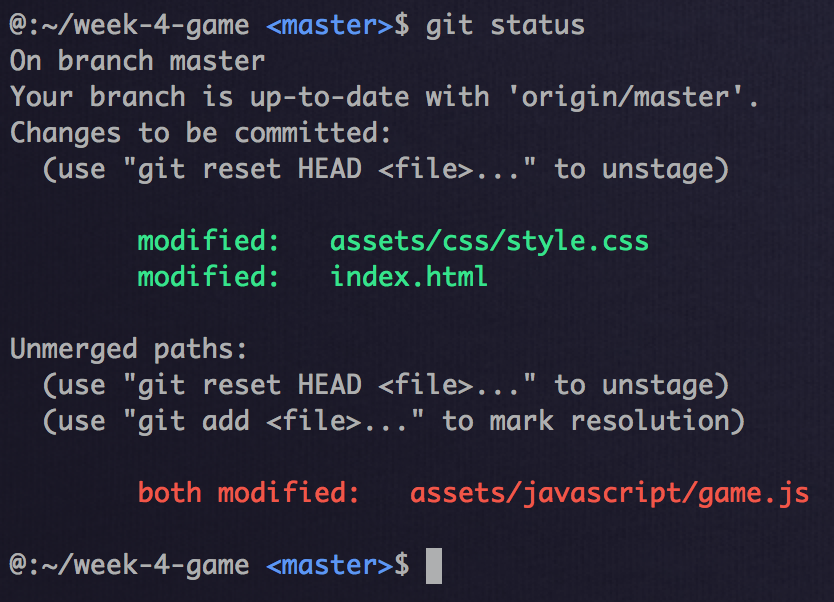 @:~/week-4-game <master>$ git status
On branch master
Your branch is up-to-date with 'origin/master'.
Changes to be committed:
  (use "git reset HEAD <file>..." to unstage)

        modified:   assets/css/style.css
        modified:   index.html

Unmerged paths:
  (use "git reset HEAD <file>..." to unstage)
  (use "git add <file>..." to mark resolution)

        both modified:   assets/javascript/game.js

@:~/week-4-game <master>$